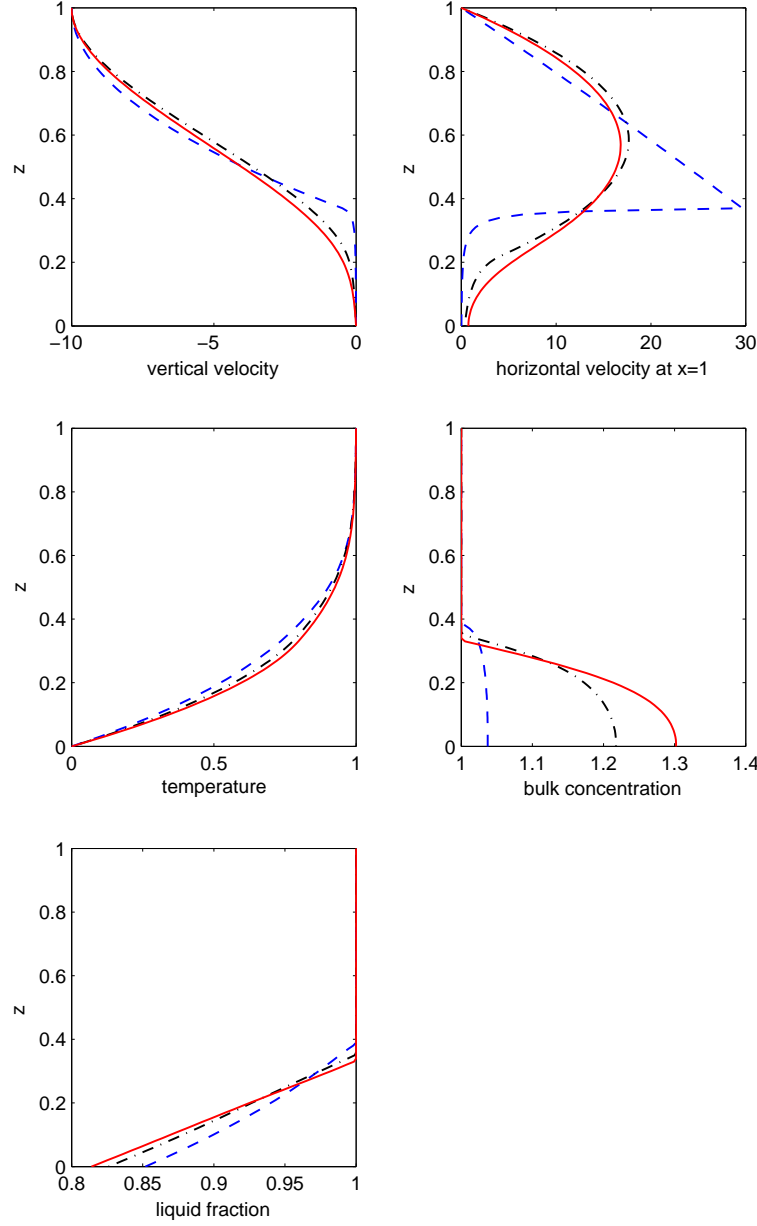 1
0.8
0.6
0.4
0.2
0
z
−10 −5 0
vertical velocity
1
0.8
0.6
0.4
0.2
0
z
0 10 20 30
horizontal velocity at x=1
1
0.8
0.6
0.4
0.2
0
z
0 0.5 1
temperature
1
0.8
0.6
0.4
0.2
0
z
1 1.1 1.2 1.3 1.4
bulk concentration
1
0.8
0.6
0.4
0.2
0
z
0.8 0.85 0.9 0.95 1
liquid fraction